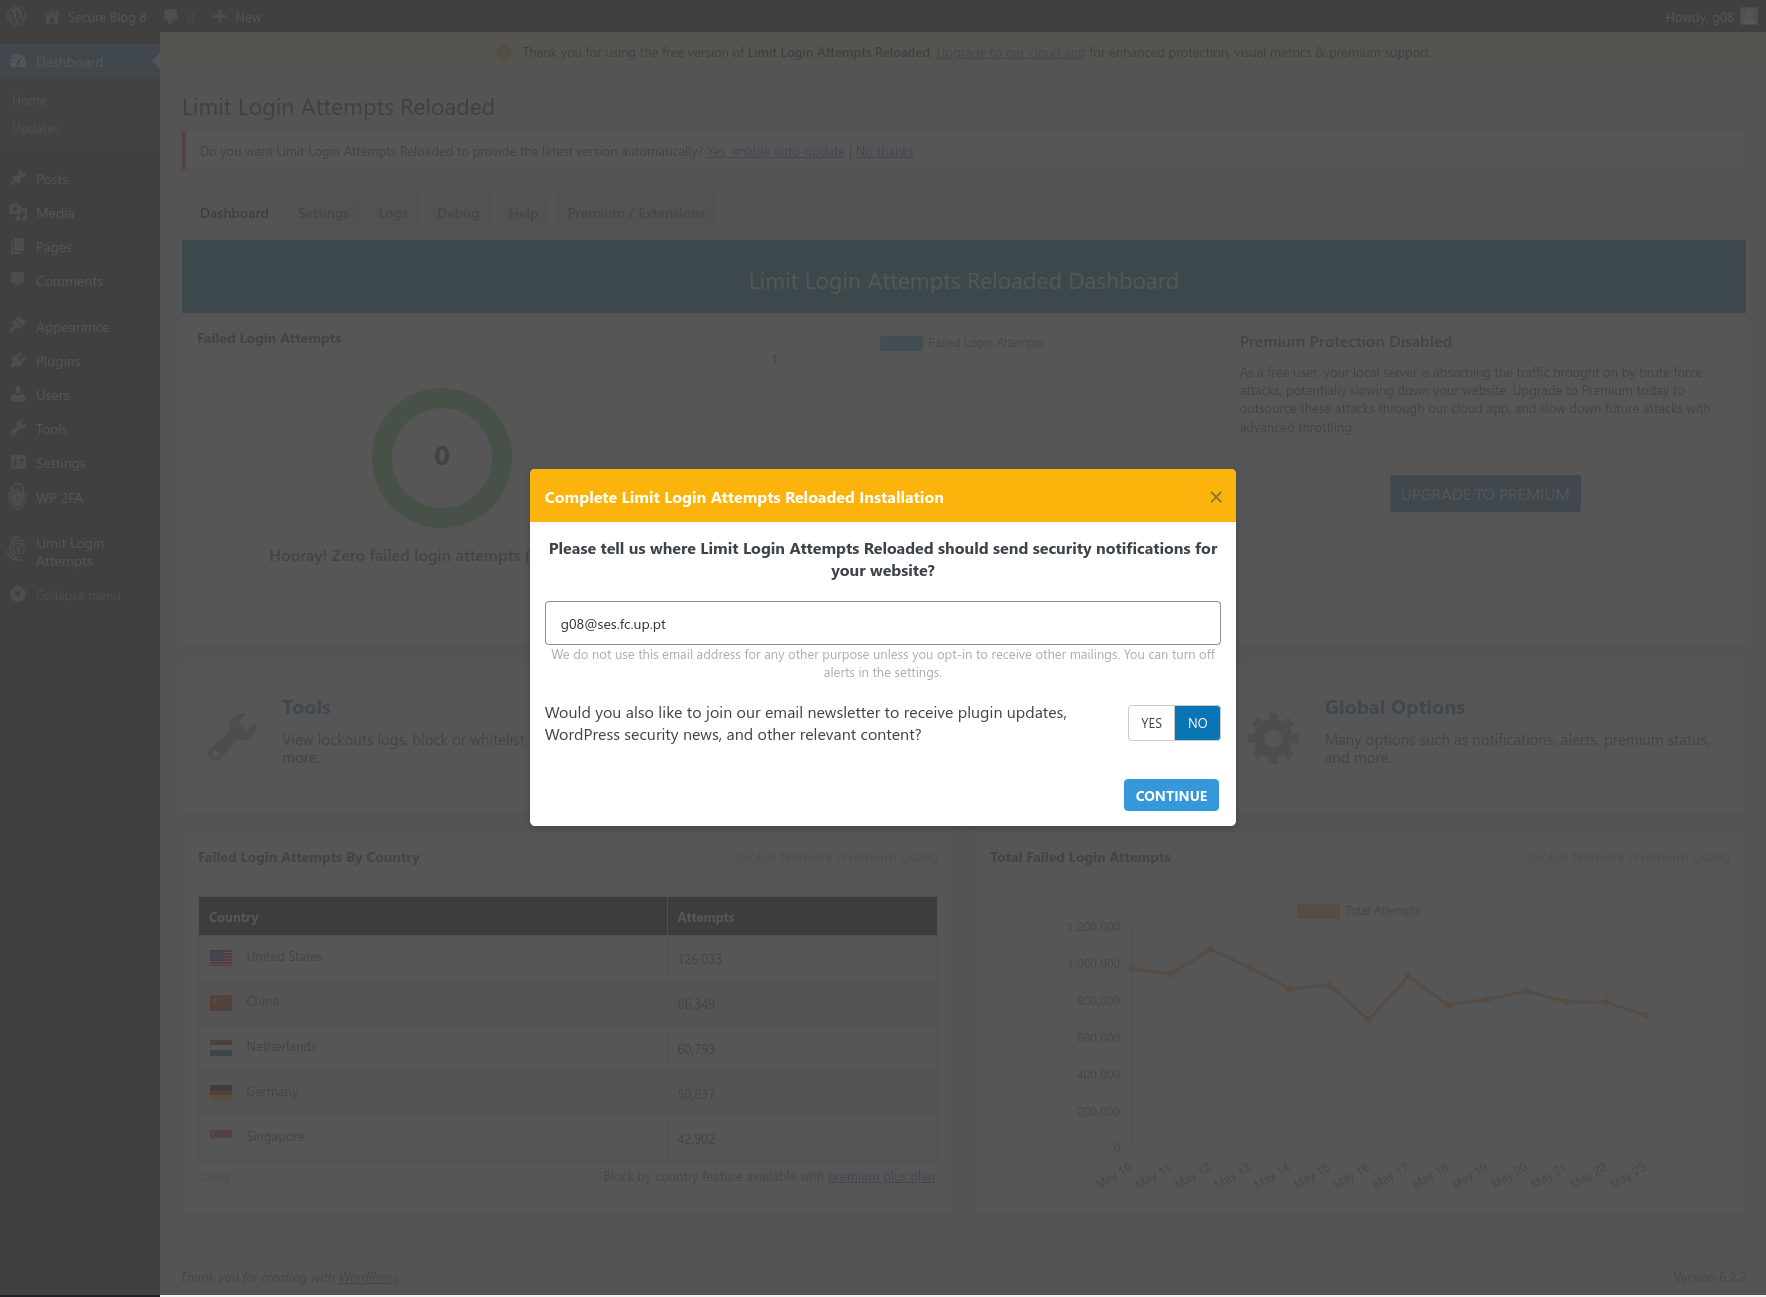 Secure Blog 8
0
New
Howdy, g08
Dashboard
Home
Updates
Posts
Media
Pages
Comments
Appearance
Plugins
Users
Tools
Settings
WP 2FA
Limit Login
Attempts
Collapse menu
Thank you for using the free version of Limit Login Attempts Reloaded. Upgrade to our cloud app for enhanced protection, visual metrics & premium support.
Limit Login Attempts Reloaded
Do you want Limit Login Attempts Reloaded to provide the latest version automatically? Yes, enable auto-update | No thanks
Dashboard
Settings
Logs
Debug
Help
Premium / Extensions
Limit Login Attempts Reloaded Dashboard
Failed Login Attempts
0
Hooray! Zero failed login attempts (
Failed Login Attempts
1
Premium Protection Disabled
As a free user, your local server is absorbing the traffic brought on by brute force
attacks, potentially slowing down your website. Upgrade to Premium today to
outsource these attacks through our cloud app, and slow down future attacks with
advanced throttling.
UPGRADE TO PREMIUM
Complete Limit Login Attempts Reloaded Installation
Please tell us where Limit Login Attempts Reloaded should send security notifications for
your website?
g08@ses.fc.up.pt
We do not use this email address for any other purpose unless you opt-in to receive other mailings. You can turn off
alerts in the settings.
Would you also like to join our email newsletter to receive plugin updates,
WordPress security news, and other relevant content?
YES
NO
CONTINUE
Tools
View lockouts logs, block or whitelist
more.
Global Options
Many options such as notifications, alerts, premium status,
and more.
Failed Login Attempts By Country
Global Network (Premium Users)
Country
Attempts
United States
126,033
China
86,349
Netherlands
60,793
Germany
50,837
Singapore
42,902
today
Block by country feature available with premium plus plan.
Total Failed Login Attempts
Global Network (Premium Users)
Total Attempts
1,200,000
1,000,000
800,000
600,000
400,000
200,000
0
May 10
May 11
May 12
May 13
May 14
May 15
May 16
May 17
May 18
May 19
May 20
May 21
May 22
May 23
Thank you for creating with WordPress.
Version 6.2.2